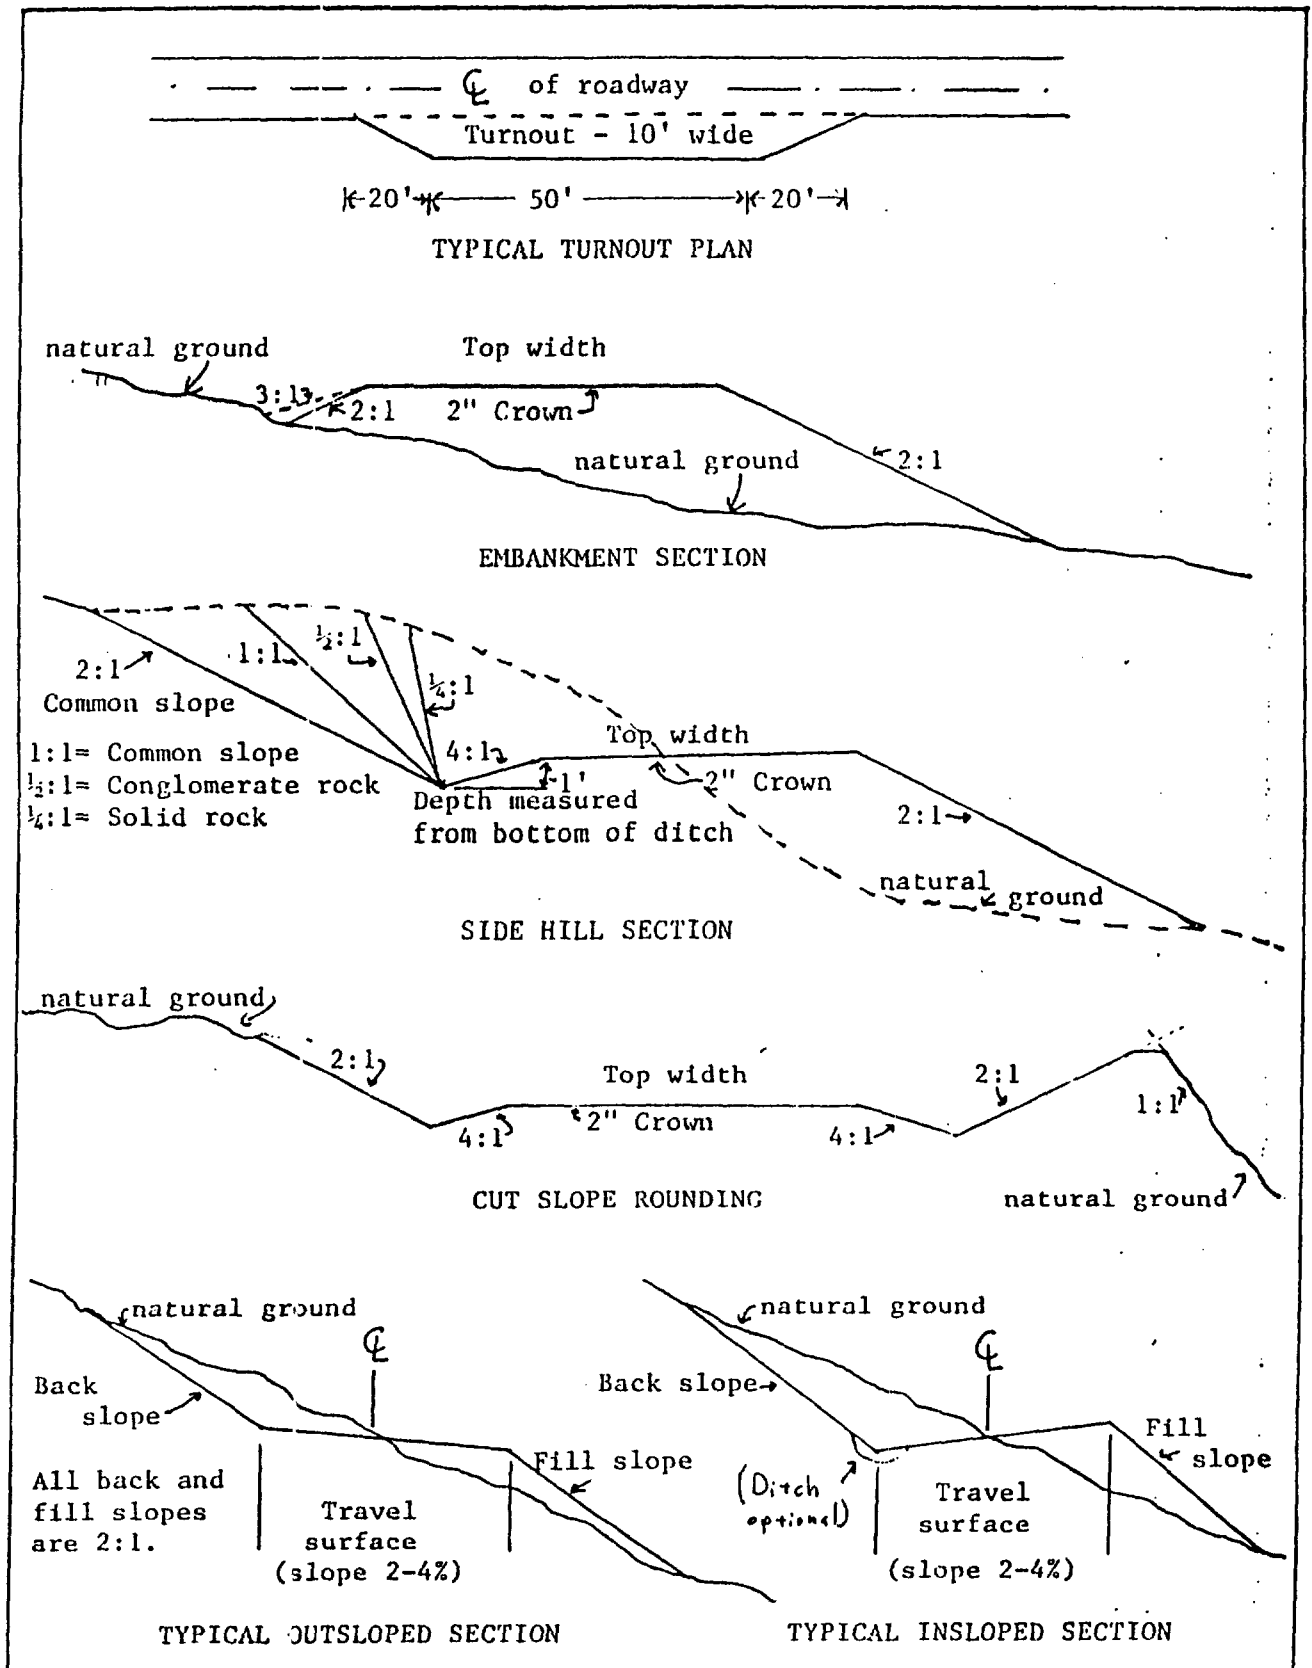 ℄ of roadway
Turnout - 10' wide
20' 50' 20'
TYPICAL TURNOUT PLAN
natural ground
Top width
3:1
2:1
2" Crown
2:1
natural ground
EMBANKMENT SECTION
2:1
Common slope
1:1
½:1
¼:1
1:1= Common slope
½:1= Conglomerate rock
¼:1= Solid rock
4:1
Top width
1'
2" Crown
Depth measured
from bottom of ditch
2:1
natural
ground
SIDE HILL SECTION
natural ground
2:1
Top width
2:1
1:1
4:1
2" Crown
4:1
CUT SLOPE ROUNDING
natural ground
natural ground
℄
Back
slope
Fill slope
All back and
fill slopes
are 2:1.
Travel
surface
(slope 2-4%)
TYPICAL OUTSLOPED SECTION
natural ground
℄
Back slope
Fill
slope
(Ditch
optional)
Travel
surface
(slope 2-4%)
TYPICAL INSLOPED SECTION